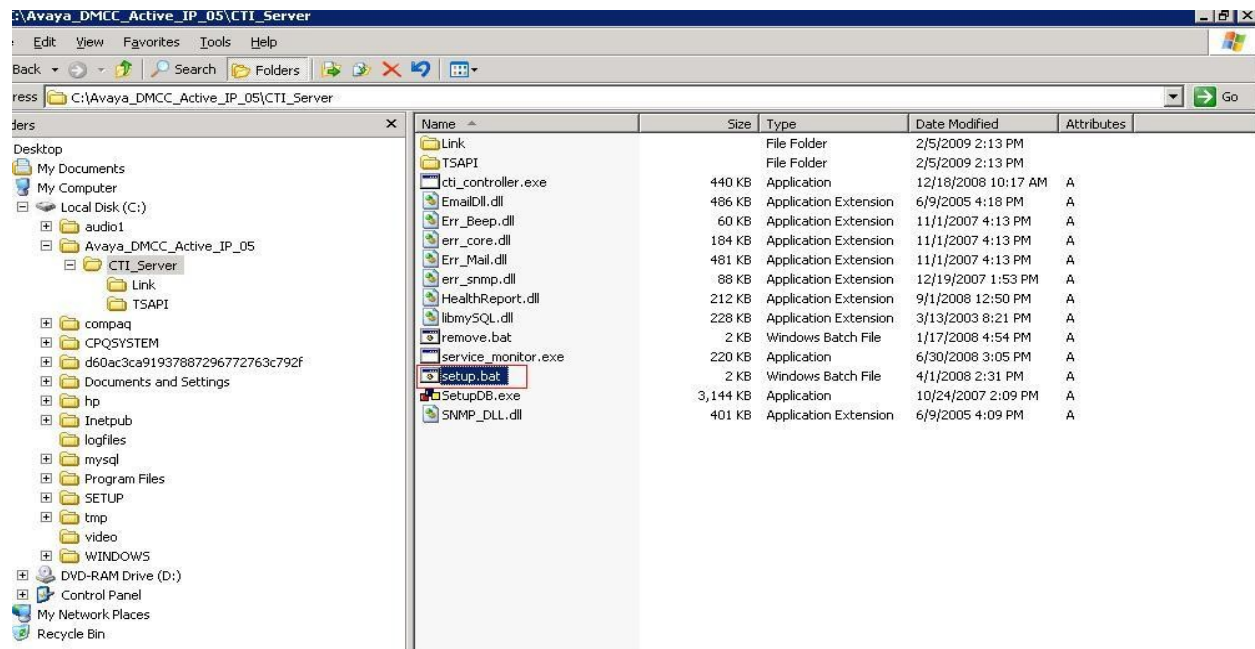 :\Avaya_DMCC_Active_IP_05\CTI_Server
Edit View Favorites Tools Help
Back Search Folders
ress C:\Avaya_DMCC_Active_IP_05\CTI_Server Go
ders
Name Size Type Date Modified Attributes
Desktop
My Documents
My Computer
Local Disk (C:)
audio1
Avaya_DMCC_Active_IP_05
CTI_Server
Link
TSAPI
compaq
CPQSYSTEM
d60ac3ca91937887296772763c792f
Documents and Settings
hp
Inetpub
logfiles
mysql
Program Files
SETUP
tmp
video
WINDOWS
DVD-RAM Drive (D:)
Control Panel
My Network Places
Recycle Bin
Link File Folder 2/5/2009 2:13 PM
TSAPI File Folder 2/5/2009 2:13 PM
cti_controller.exe 440 KB Application 12/18/2008 10:17 AM A
EmailDll.dll 486 KB Application Extension 6/9/2005 4:18 PM A
Err_Beep.dll 60 KB Application Extension 11/1/2007 4:13 PM A
err_core.dll 184 KB Application Extension 11/1/2007 4:13 PM A
Err_Mail.dll 481 KB Application Extension 11/1/2007 4:13 PM A
err_snmp.dll 88 KB Application Extension 12/19/2007 1:53 PM A
HealthReport.dll 212 KB Application Extension 9/1/2008 12:50 PM A
libmySQL.dll 228 KB Application Extension 3/13/2003 8:21 PM A
remove.bat 2 KB Windows Batch File 1/17/2008 4:54 PM A
service_monitor.exe 220 KB Application 6/30/2008 3:05 PM A
setup.bat 2 KB Windows Batch File 4/1/2008 2:31 PM A
SetupDB.exe 3,144 KB Application 10/24/2007 2:09 PM A
SNMP_DLL.dll 401 KB Application Extension 6/9/2005 4:09 PM A